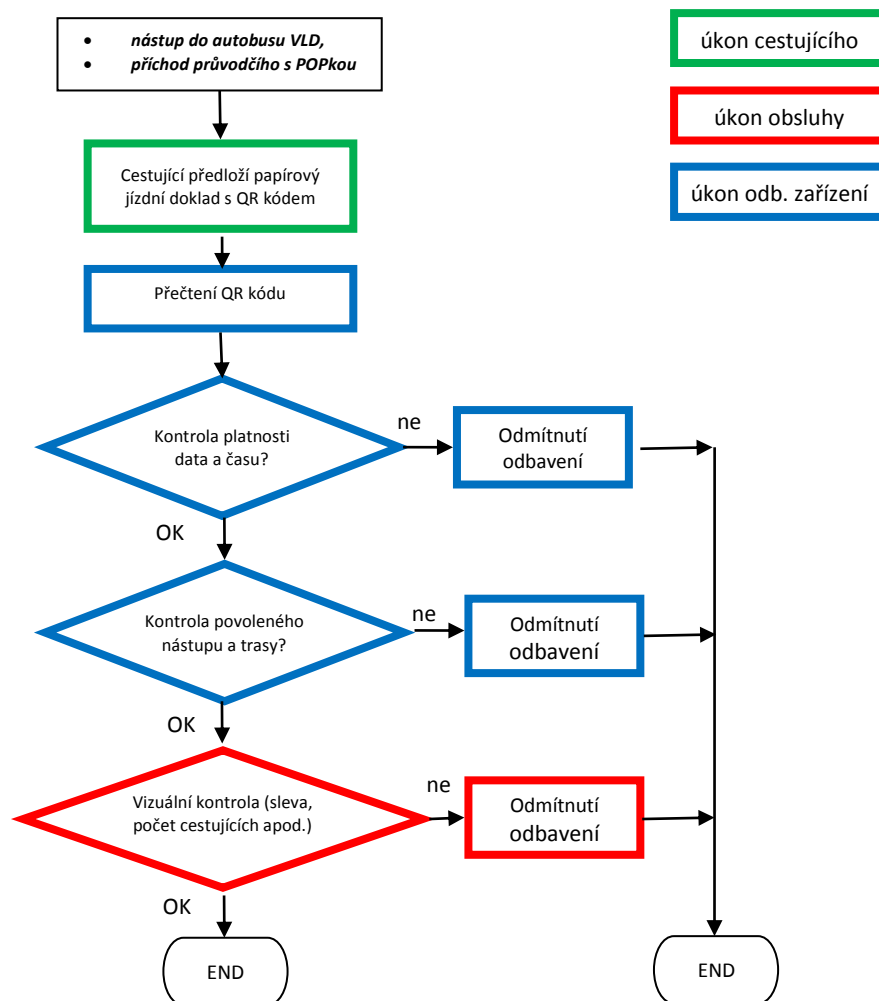 • nástup do autobusu VLD,
• příchod průvodčího s POPkou
úkon cestujícího
úkon obsluhy
úkon odb. zařízení
Cestující předloží papírový
jízdní doklad s QR kódem
Přečtení QR kódu
Kontrola platnosti
data a času?
ne
Odmítnutí
odbavení
OK
Kontrola povoleného
nástupu a trasy?
ne
Odmítnutí
odbavení
OK
Vizuální kontrola (sleva,
počet cestujících apod.)
ne
Odmítnutí
odbavení
OK
END
END